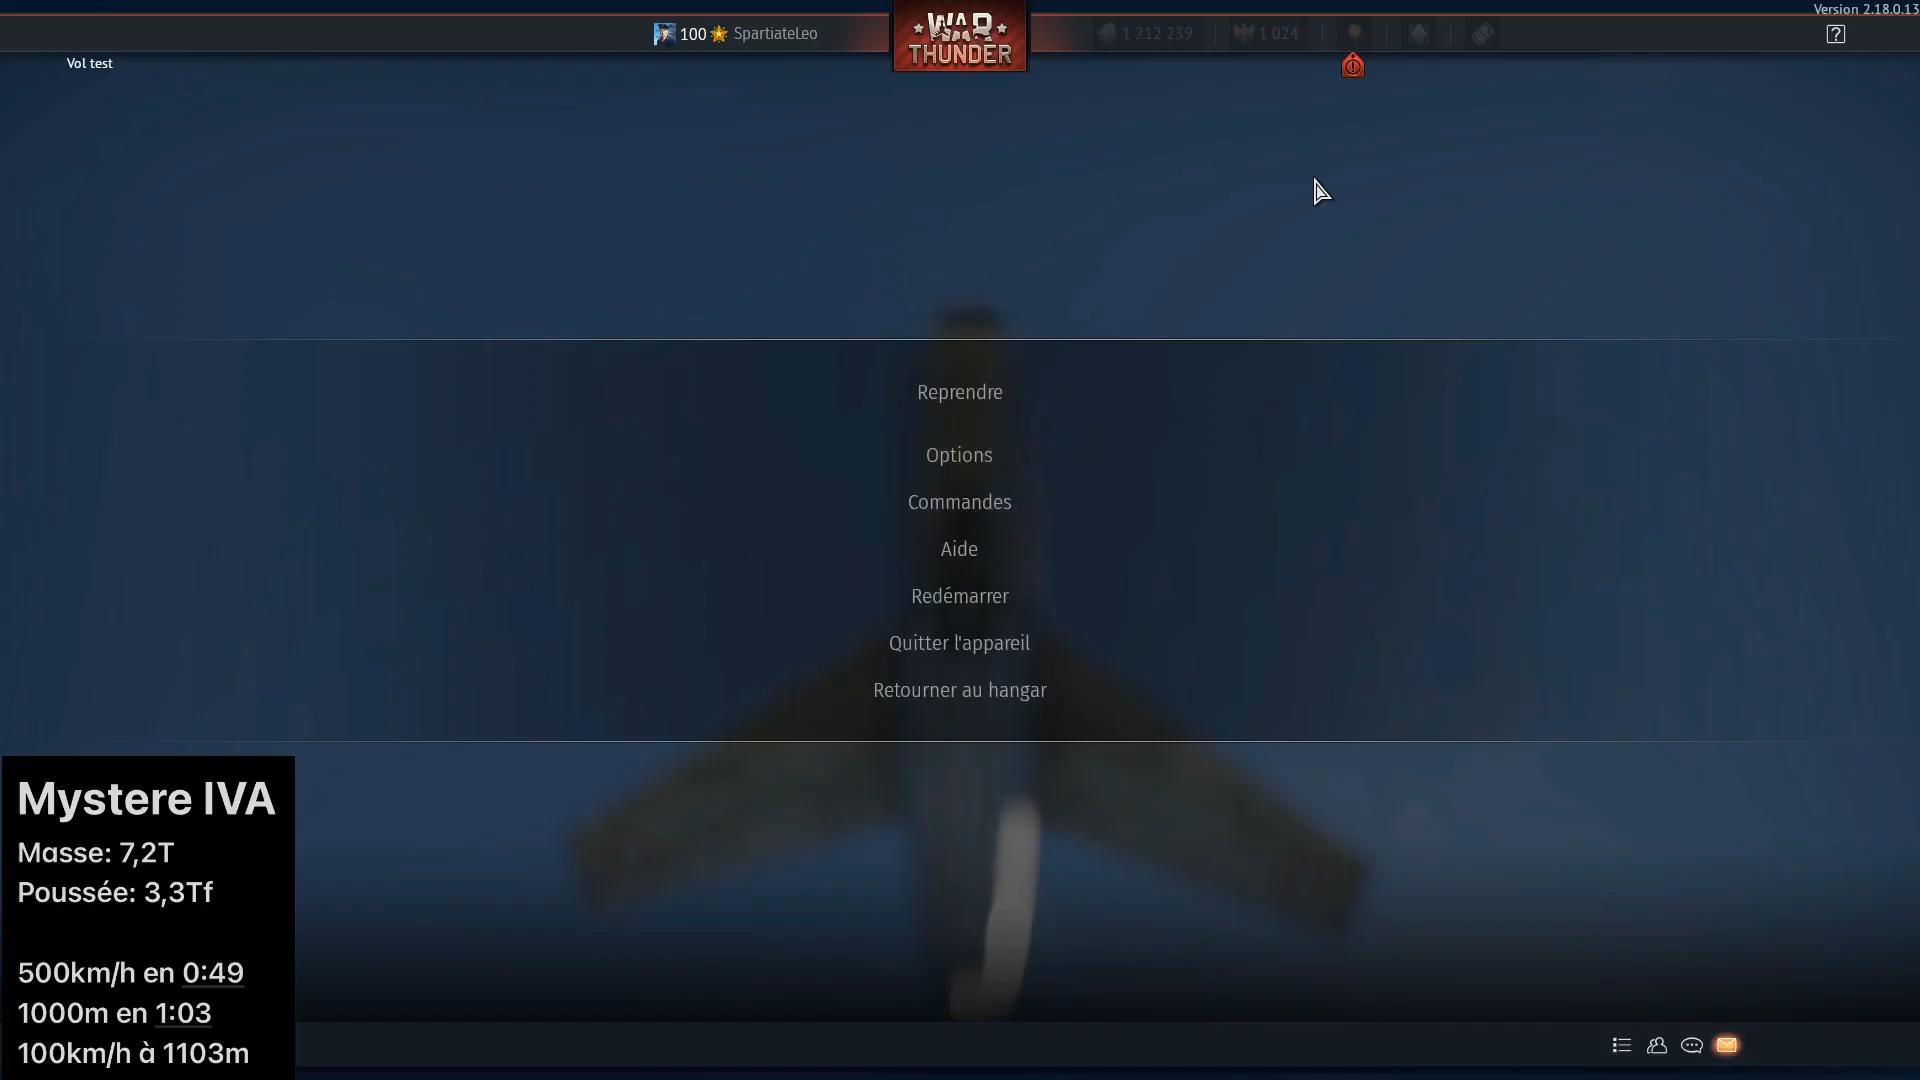 Version 2.18.0.13
100 SpartiateLeo
WAR
THUNDER
1 212 239
1 024
Vol test
Reprendre
Options
Commandes
Aide
Redémarrer
Quitter l'appareil
Retourner au hangar
Mystere IVA
Masse: 7,2T
Poussée: 3,3Tf
500km/h en 0:49
1000m en 1:03
100km/h à 1103m